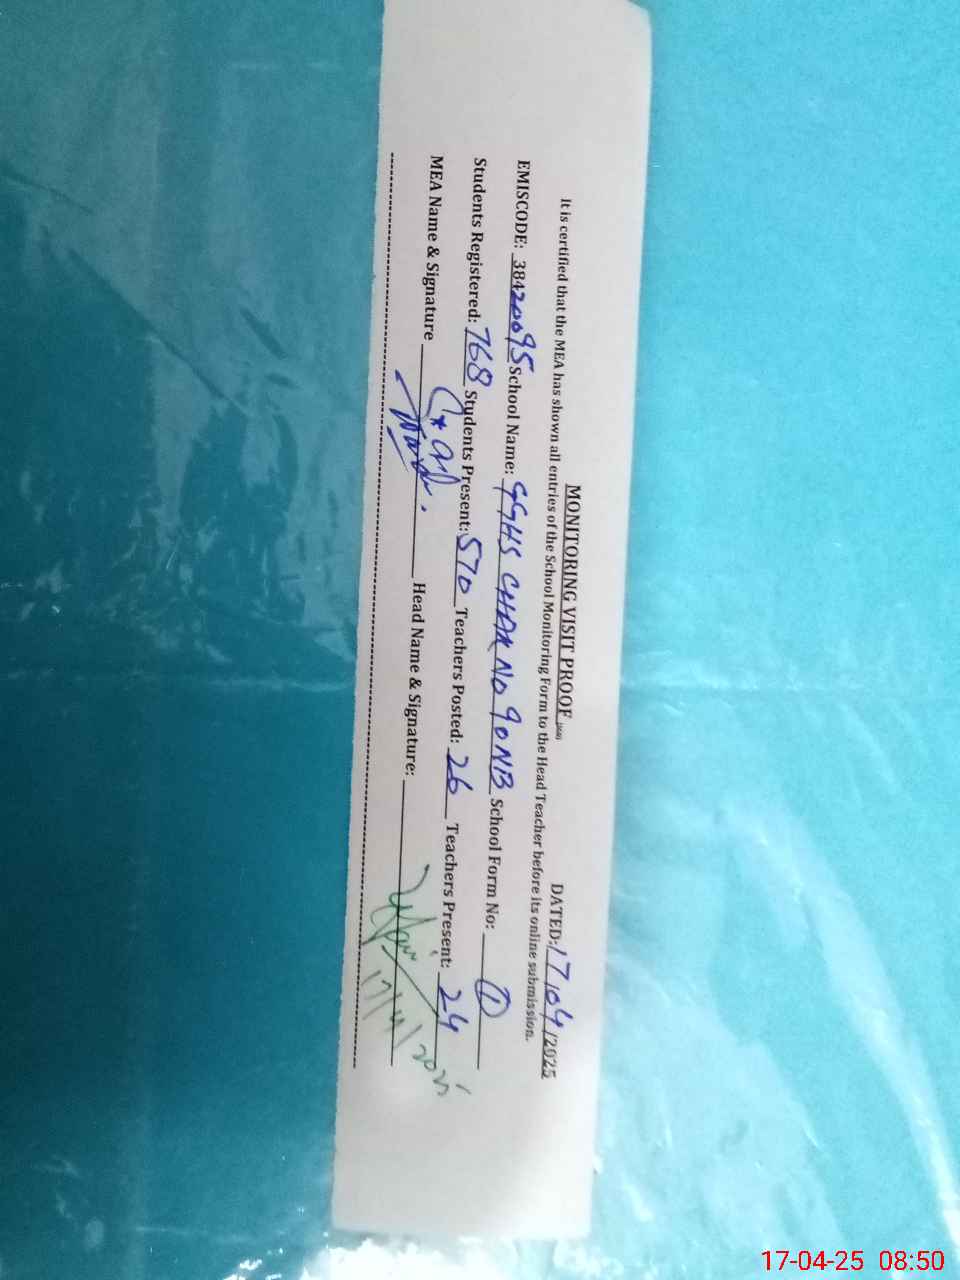 MONITORING VISIT PROOF
DATED: 17/04/2025
It is certified that the MEA has shown all entries of the School Monitoring Form to the Head Teacher before its online submission.
EMISCODE: 38420095 School Name: GGHS CHAK NO 90 NB School Form No: 1
Students Registered: 768 Students Present: 570 Teachers Posted: 26 Teachers Present: 24
MEA Name & Signature Head Name & Signature: 17/4/2025
17-04-25 08:50